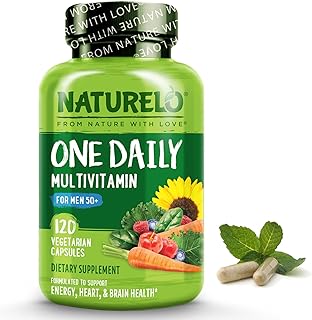 NATURE WITH LOVE
NATURELO®
FROM NATURE WITH LOVE®
ONE DAILY
MULTIVITAMIN
FOR MEN 50+
120
VEGETARIAN
CAPSULES
DIETARY SUPPLEMENT
FORMULATED TO SUPPORT
ENERGY, HEART, & BRAIN HEALTH*